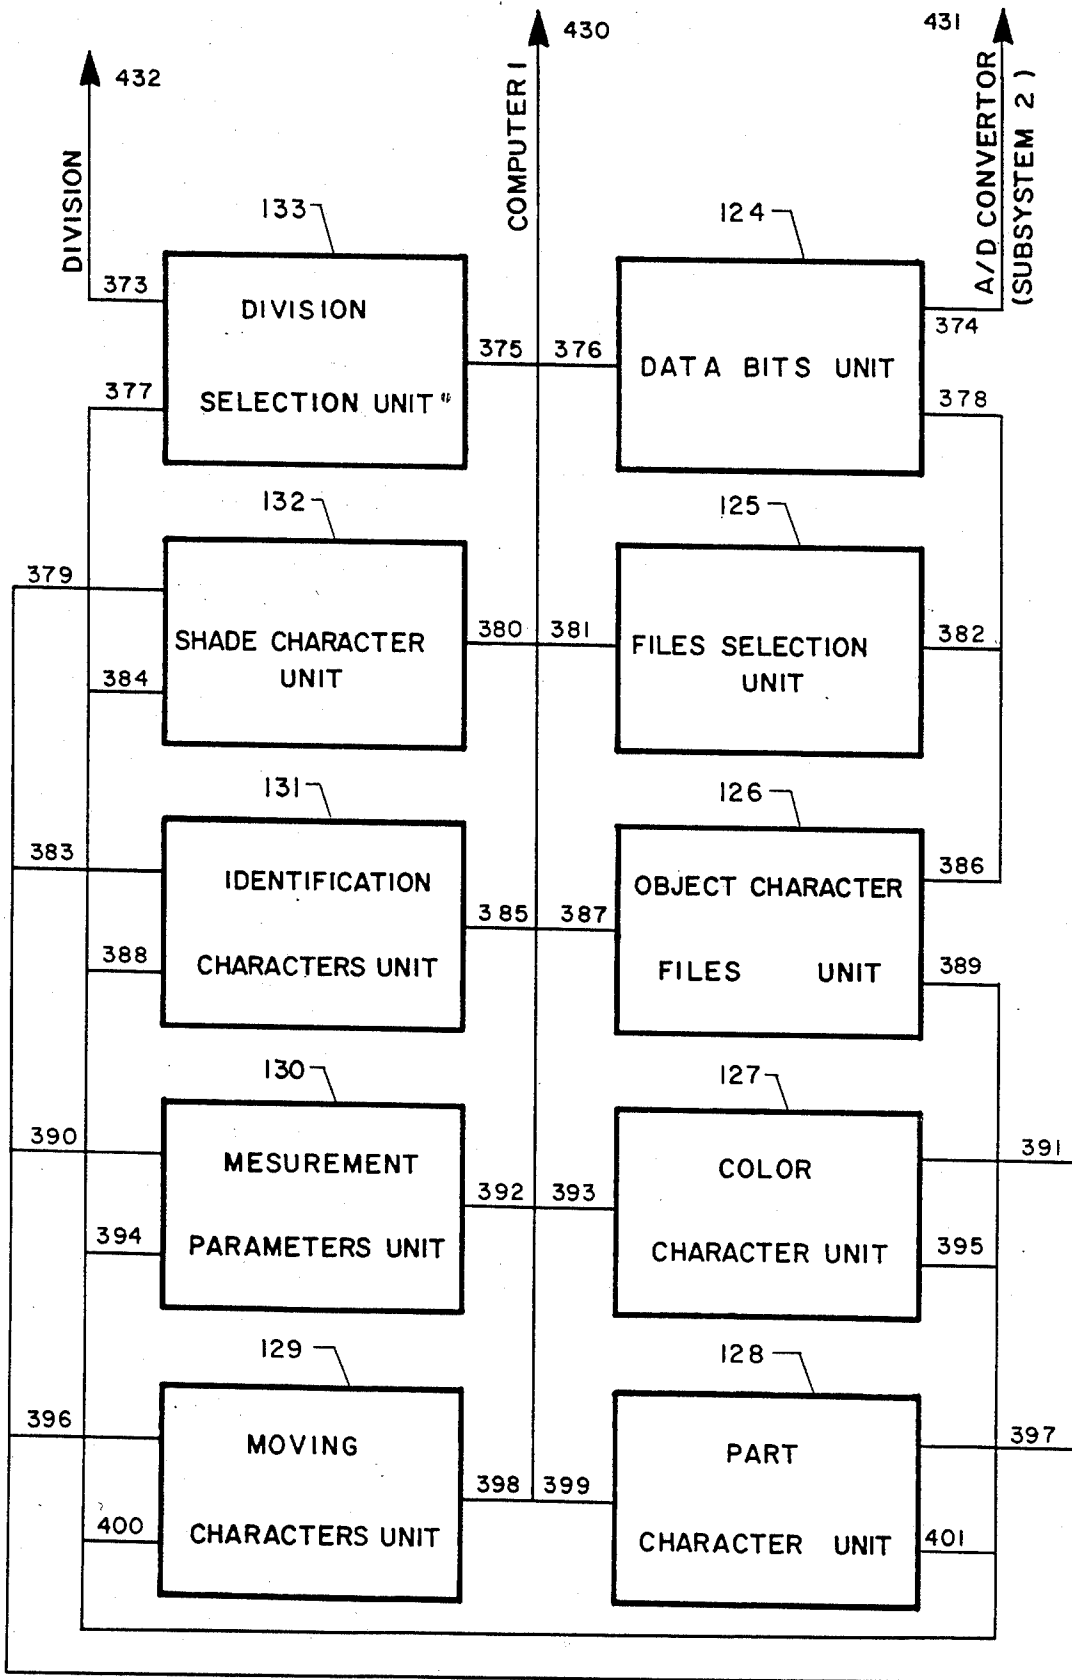 432
430
431
DIVISION
COMPUTER I
A/D CONVERTOR
(SUBSYSTEM 2)
133
124
373
DIVISION
SELECTION UNIT"
375
376
DATA BITS UNIT
374
377
378
132
125
379
SHADE CHARACTER
UNIT
380
381
FILES SELECTION
UNIT
382
384
131
126
383
IDENTIFICATION
CHARACTERS UNIT
385
387
OBJECT CHARACTER
FILES UNIT
386
388
389
130
127
390
MESUREMENT
PARAMETERS UNIT
392
393
COLOR
CHARACTER UNIT
391
394
395
129
128
396
MOVING
CHARACTERS UNIT
398
399
PART
CHARACTER UNIT
397
400
401